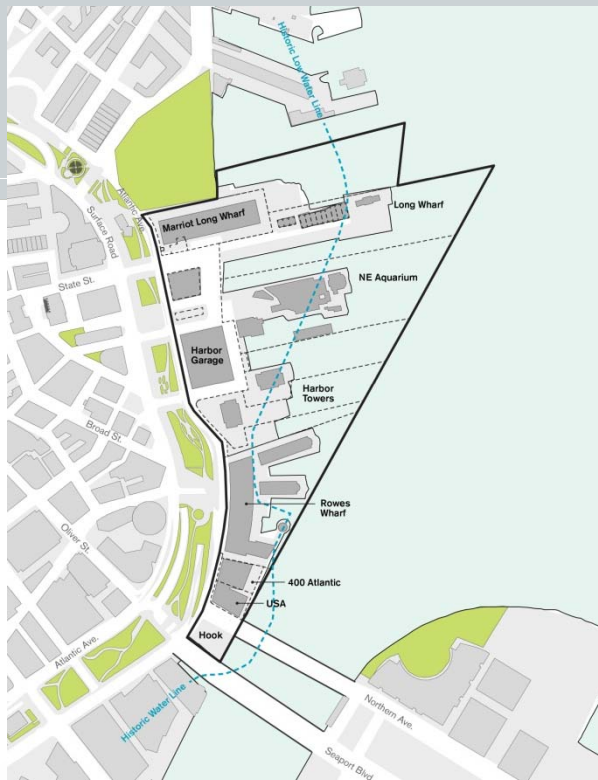 Historic Low Water Line
Atlantic Ave.
Surface Road
Marriot Long Wharf
Long Wharf
State St.
NE Aquarium
Harbor
Garage
Harbor
Towers
Broad St.
Rowes
Wharf
Oliver St.
400 Atlantic
USA
Hook
Atlantic Ave.
Historic Water Line
Northern Ave.
Seaport Blvd